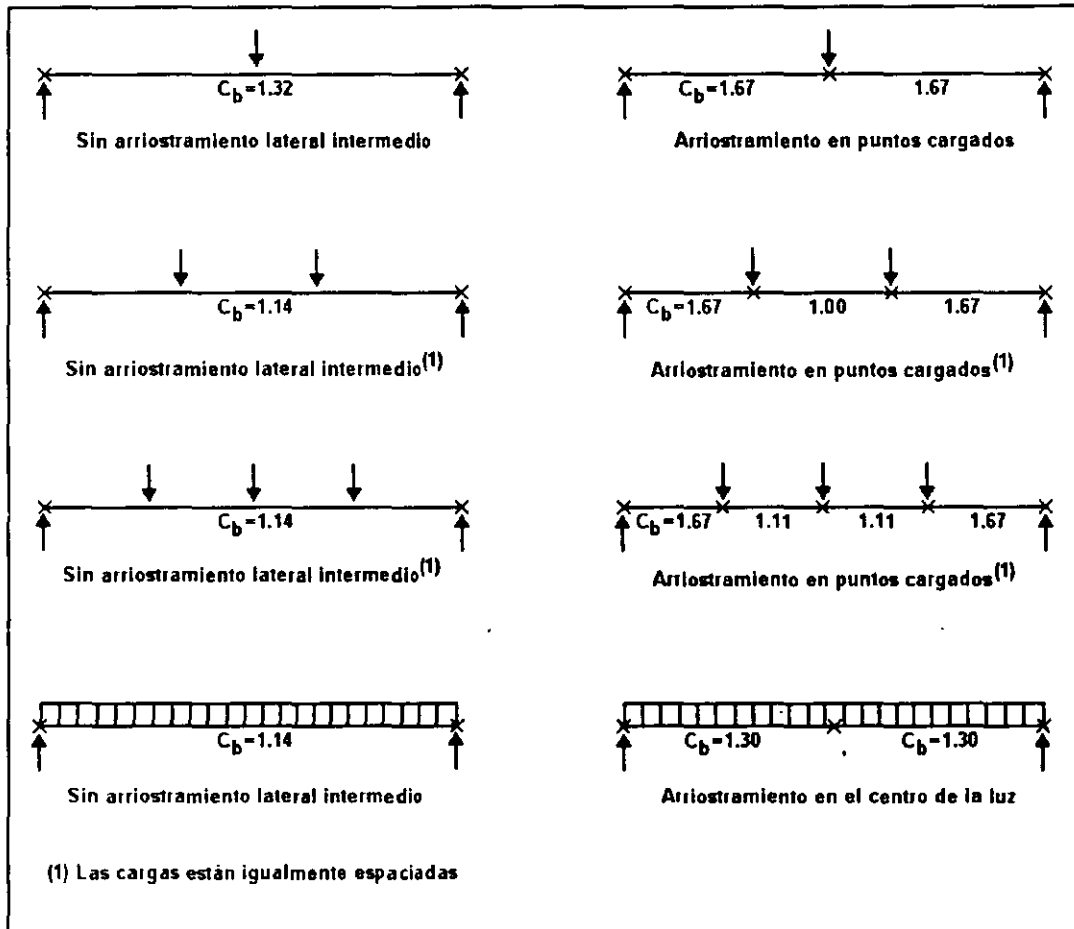 C_b=1.32
Sin arriostramiento lateral intermedio
C_b=1.67 1.67
Arriostramiento en puntos cargados
C_b=1.14
Sin arriostramiento lateral intermedio(1)
C_b=1.67 1.00 1.67
Arriostramiento en puntos cargados(1)
C_b=1.14
Sin arriostramiento lateral intermedio(1)
C_b=1.67 1.11 1.11 1.67
Arriostramiento en puntos cargados(1)
C_b=1.14
Sin arriostramiento lateral intermedio
C_b=1.30 C_b=1.30
Arriostramiento en el centro de la luz
(1) Las cargas están igualmente espaciadas